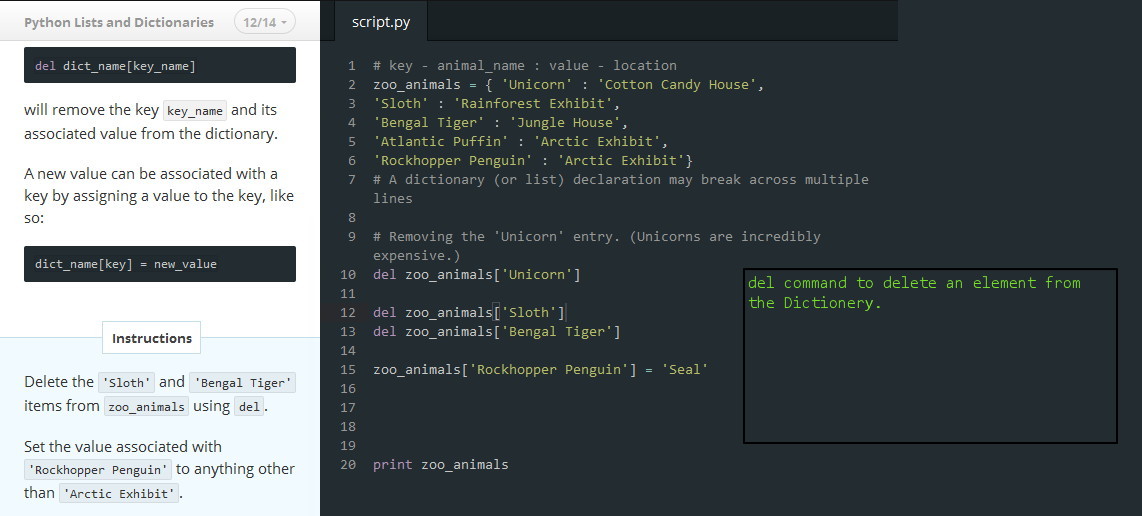 Python Lists and Dictionaries 12/14
del dict_name[key_name]
will remove the key key_name and its
associated value from the dictionary.
A new value can be associated with a
key by assigning a value to the key, like
so:
dict_name[key] = new_value
Instructions
Delete the 'Sloth' and 'Bengal Tiger'
items from zoo_animals using del.
Set the value associated with
'Rockhopper Penguin' to anything other
than 'Arctic Exhibit'.
script.py
1 # key - animal_name : value - location
2 zoo_animals = { 'Unicorn' : 'Cotton Candy House',
3 'Sloth' : 'Rainforest Exhibit',
4 'Bengal Tiger' : 'Jungle House',
5 'Atlantic Puffin' : 'Arctic Exhibit',
6 'Rockhopper Penguin' : 'Arctic Exhibit'}
7 # A dictionary (or list) declaration may break across multiple
lines
8
9 # Removing the 'Unicorn' entry. (Unicorns are incredibly
expensive.)
10 del zoo_animals['Unicorn']
11
12 del zoo_animals['Sloth']
13 del zoo_animals['Bengal Tiger']
14
15 zoo_animals['Rockhopper Penguin'] = 'Seal'
16
17
18
19
20 print zoo_animals
del command to delete an element from
the Dictionery.